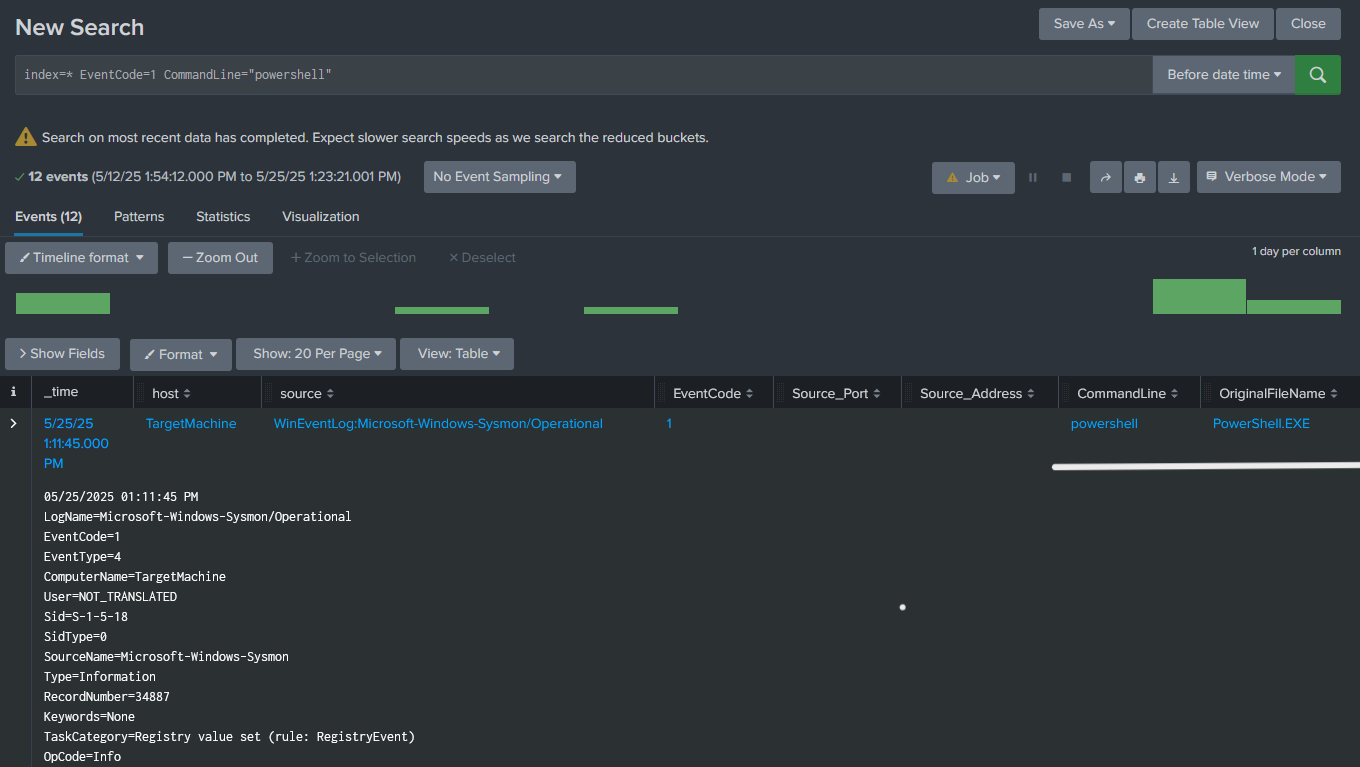 New Search
Save As
Create Table View
Close
index=* EventCode=1 CommandLine="powershell"
Before date time
Search on most recent data has completed. Expect slower search speeds as we search the reduced buckets.
12 events (5/12/25 1:54:12.000 PM to 5/25/25 1:23:21.001 PM)
No Event Sampling
Job
Verbose Mode
Events (12)
Patterns
Statistics
Visualization
Timeline format
Zoom Out
+ Zoom to Selection
× Deselect
1 day per column
Show Fields
Format
Show: 20 Per Page
View: Table
i
_time
host
source
EventCode
Source_Port
Source_Address
CommandLine
OriginalFileName
5/25/25
1:11:45.000
PM
TargetMachine
WinEventLog:Microsoft-Windows-Sysmon/Operational
1
powershell
PowerShell.EXE
05/25/2025 01:11:45 PM
LogName=Microsoft-Windows-Sysmon/Operational
EventCode=1
EventType=4
ComputerName=TargetMachine
User=NOT_TRANSLATED
Sid=S-1-5-18
SidType=0
SourceName=Microsoft-Windows-Sysmon
Type=Information
RecordNumber=34887
Keywords=None
TaskCategory=Registry value set (rule: RegistryEvent)
OpCode=Info